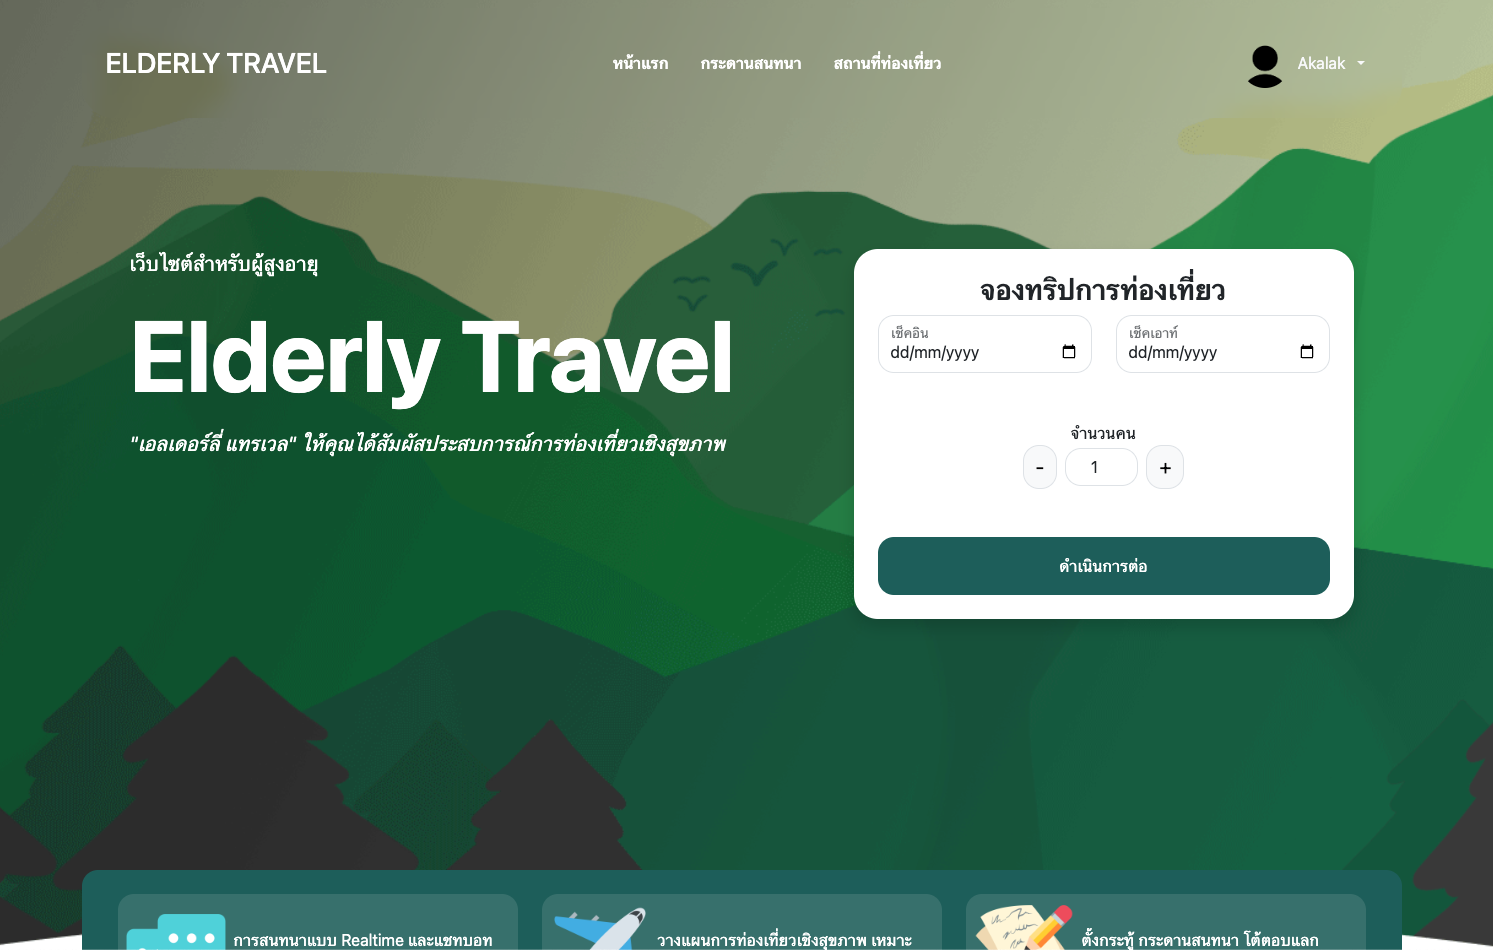 ELDERLY TRAVEL
หน้าแรก
กระดานสนทนา
สถานที่ท่องเที่ยว
Akalak
เว็บไซต์สำหรับผู้สูงอายุ
Elderly Travel
"เอลเดอร์ลี่ แทรเวล" ให้คุณได้สัมผัสประสบการณ์การท่องเที่ยวเชิงสุขภาพ
จองทริปการท่องเที่ยว
เช็คอิน
dd/mm/yyyy
เช็คเอาท์
dd/mm/yyyy
จำนวนคน
- 1 +
ดำเนินการต่อ
การสนทนาแบบ Realtime และแชทบอท
วางแผนการท่องเที่ยวเชิงสุขภาพ เหมาะ
ตั้งกระทู้ กระดานสนทนา โต้ตอบแลก